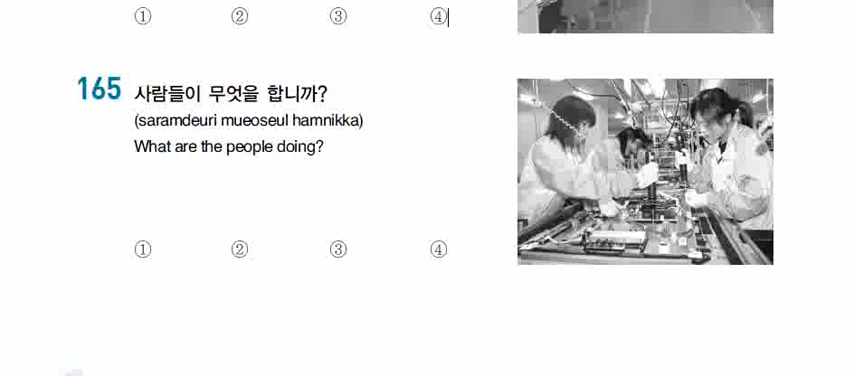 ① ② ③ ④
165 사람들이 무엇을 합니까?
(saramdeuri mueoseul hamnikka)
What are the people doing?
① ② ③ ④